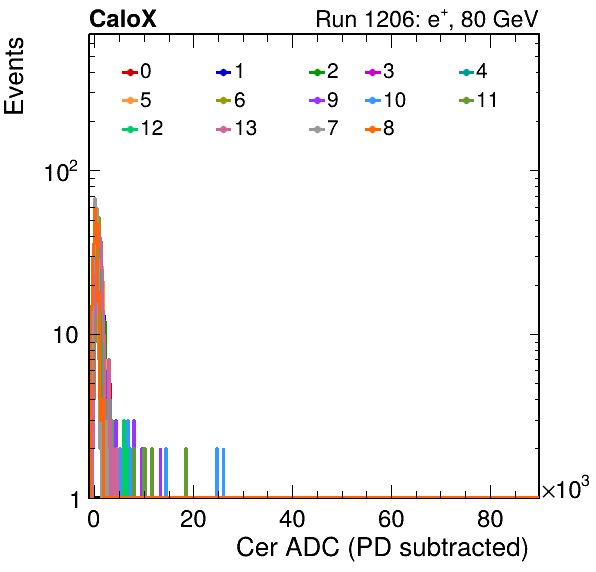 CaloX Run 1206: e⁺, 80 GeV
Events
0 1 2 3 4
5 6 9 10 11
12 13 7 8
10²
10
1
0 20 40 60 80
×10³
Cer ADC (PD subtracted)